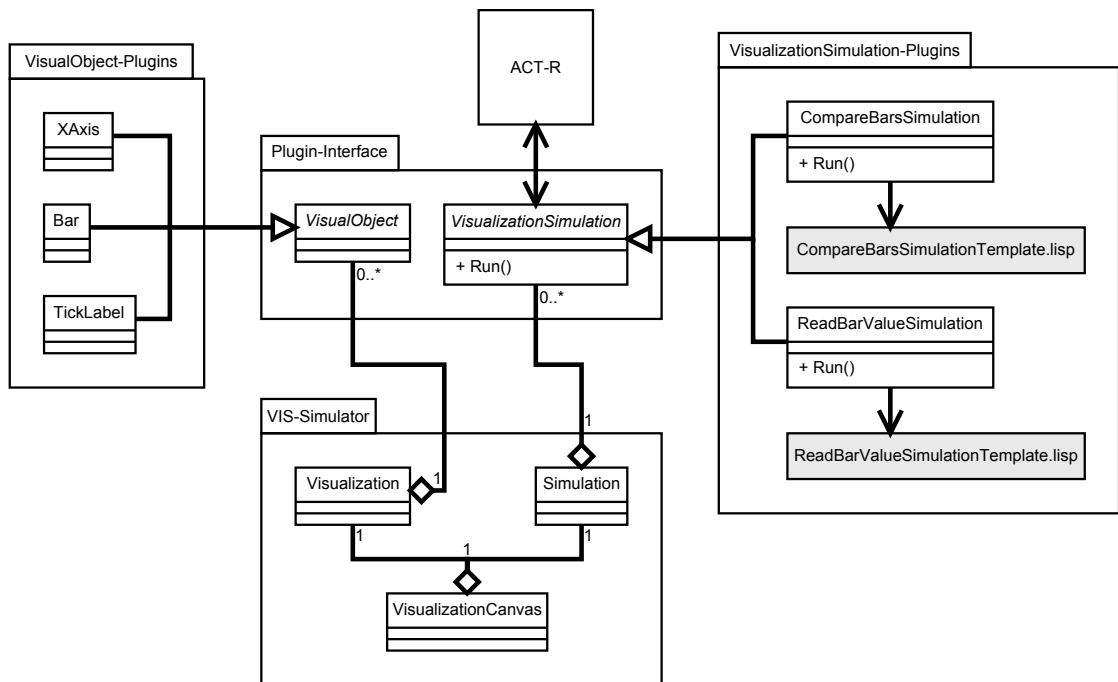 VisualObject-Plugins
XAxis
Bar
TickLabel
ACT-R
Plugin-Interface
VisualObject
0..*
VisualizationSimulation
+ Run()
0..*
VisualizationSimulation-Plugins
CompareBarsSimulation
+ Run()
CompareBarsSimulationTemplate.lisp
ReadBarValueSimulation
+ Run()
ReadBarValueSimulationTemplate.lisp
VIS-Simulator
1
Visualization
1
Simulation
1
1
1
VisualizationCanvas